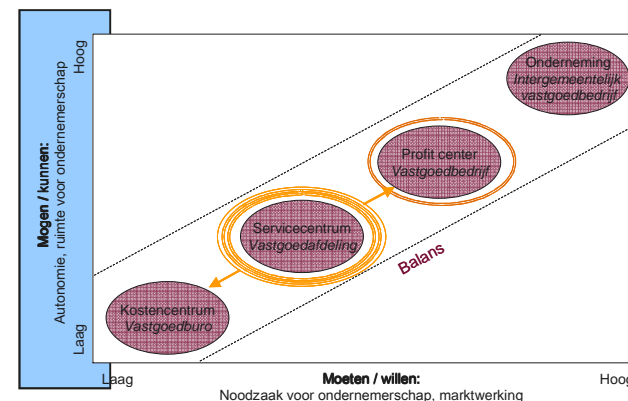 Mogen / kunnen:
Autonomie, ruimte voor ondernemerschap
Hoog
Laag
Onderneming
Intergemeentelijk
vastgoedbedrijf
Profit center
Vastgoedbedrijf
Servicecentrum
Vastgoedafdeling
Balans
Kostencentrum
Vastgoedburo
Laag
Moeten / willen:
Hoog
Noodzaak voor ondernemerschap, marktwerking